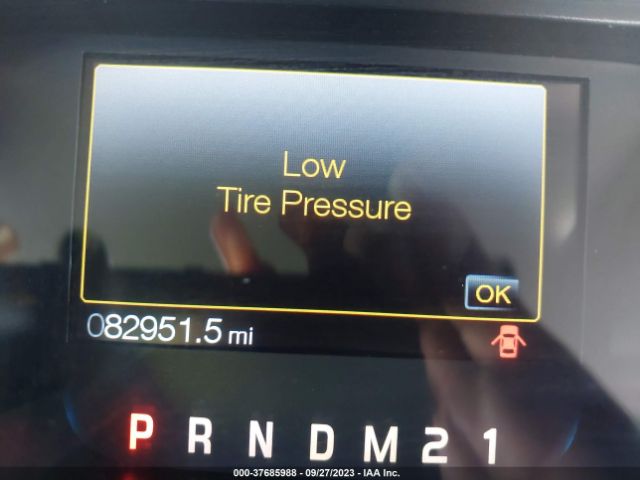 Low
Tire Pressure
OK
082951.5 mi
P R N D M 2 1
000-37685988 - 09/27/2023 - IAA Inc.